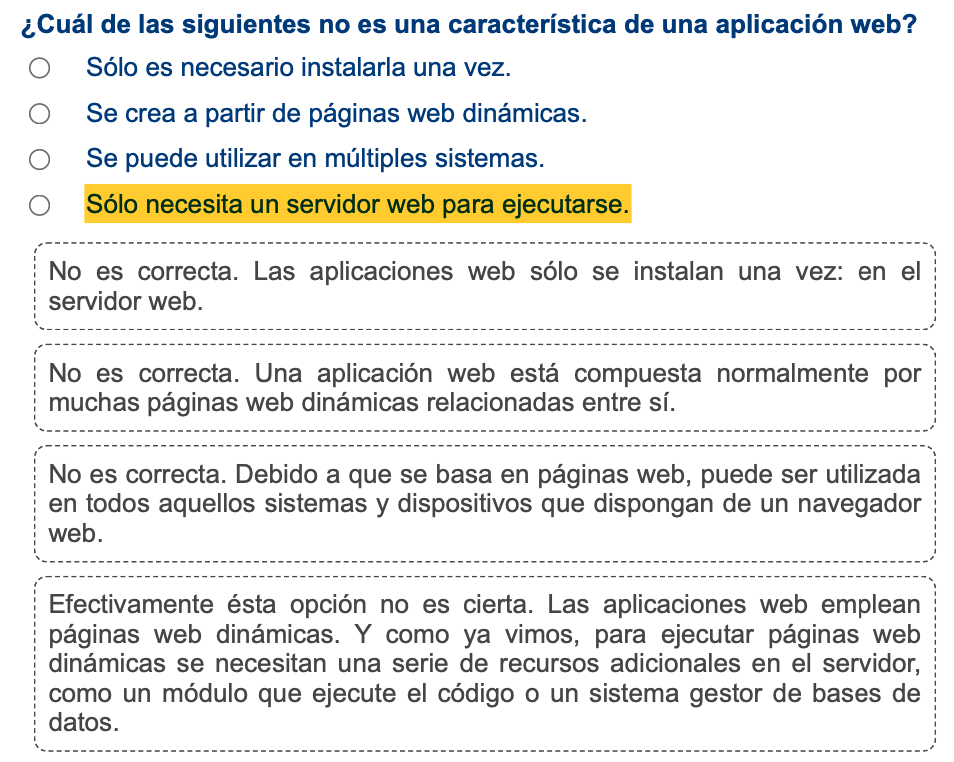 ¿Cuál de las siguientes no es una característica de una aplicación web?
Sólo es necesario instalarla una vez.
Se crea a partir de páginas web dinámicas.
Se puede utilizar en múltiples sistemas.
Sólo necesita un servidor web para ejecutarse.
No es correcta. Las aplicaciones web sólo se instalan una vez: en el
servidor web.
No es correcta. Una aplicación web está compuesta normalmente por
muchas páginas web dinámicas relacionadas entre sí.
No es correcta. Debido a que se basa en páginas web, puede ser utilizada
en todos aquellos sistemas y dispositivos que dispongan de un navegador
web.
Efectivamente ésta opción no es cierta. Las aplicaciones web emplean
páginas web dinámicas. Y como ya vimos, para ejecutar páginas web
dinámicas se necesitan una serie de recursos adicionales en el servidor,
como un módulo que ejecute el código o un sistema gestor de bases de
datos.